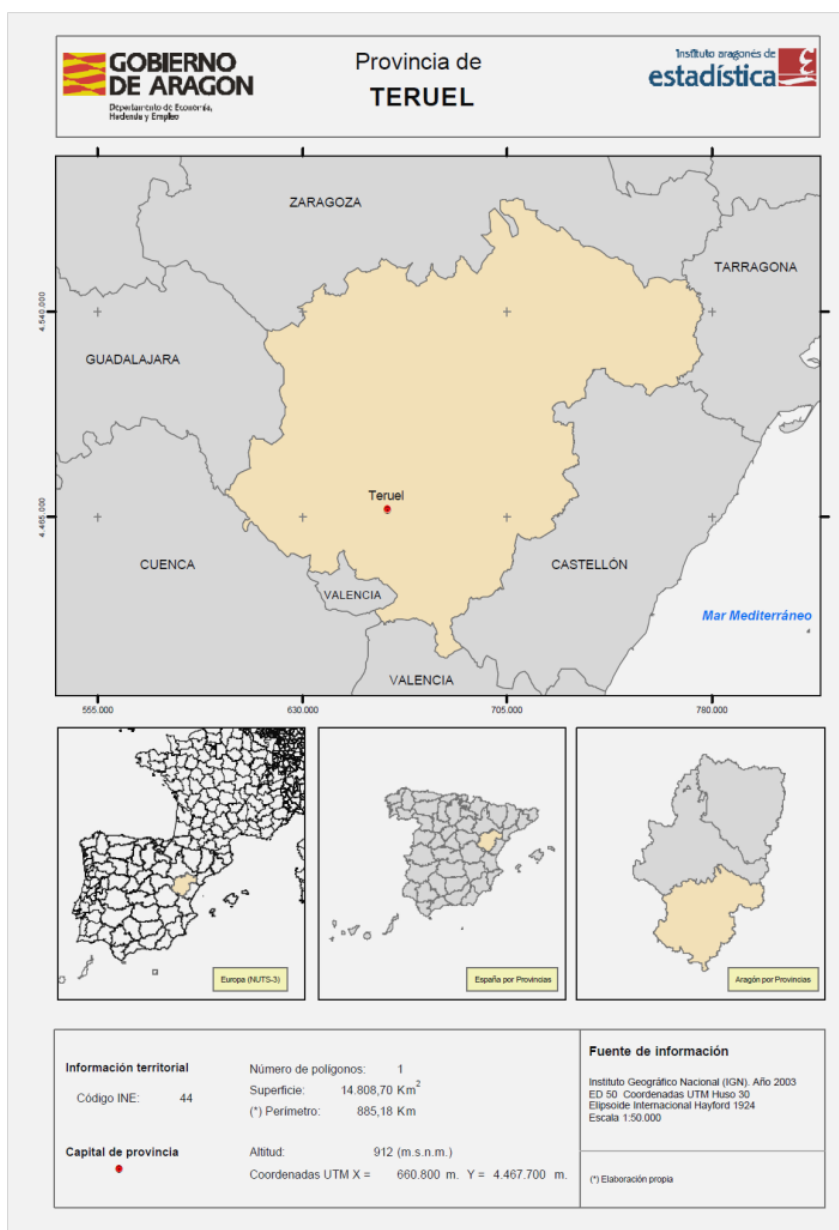 GOBIERNO
DE ARAGON
Departamento de Economía,
Hacienda y Empleo
Provincia de
TERUEL
Instituto aragonés de
estadística
ZARAGOZA
TARRAGONA
4.540.000
GUADALAJARA
Teruel
4.465.000
CUENCA
CASTELLÓN
VALENCIA
Mar Mediterráneo
VALENCIA
555.000 630.000 705.000 780.000
Europa (NUTS-3)
España por Provincias
Aragón por Provincias
Información territorial
Código INE: 44
Capital de provincia
Número de polígonos: 1
Superficie: 14.808,70 Km2
(*) Perímetro: 885,18 Km
Altitud: 912 (m.s.n.m.)
Coordenadas UTM X = 660.800 m. Y = 4.467.700 m.
Fuente de información
Instituto Geográfico Nacional (IGN). Año 2003
ED 50 Coordenadas UTM Huso 30
Elipsoide Internacional Hayford 1924
Escala 1:50.000
(*) Elaboración propia